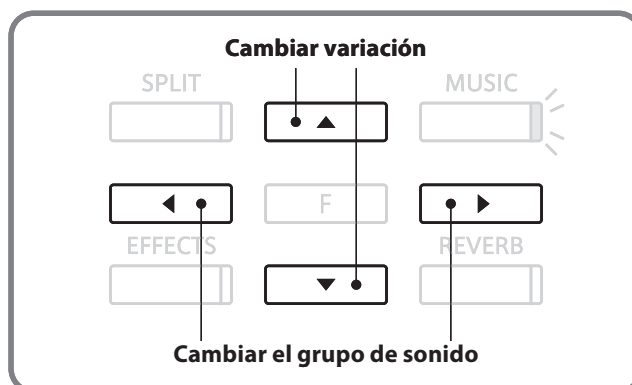 Cambiar variación
SPLIT
MUSIC
F
EFFECTS
REVERB
Cambiar el grupo de sonido